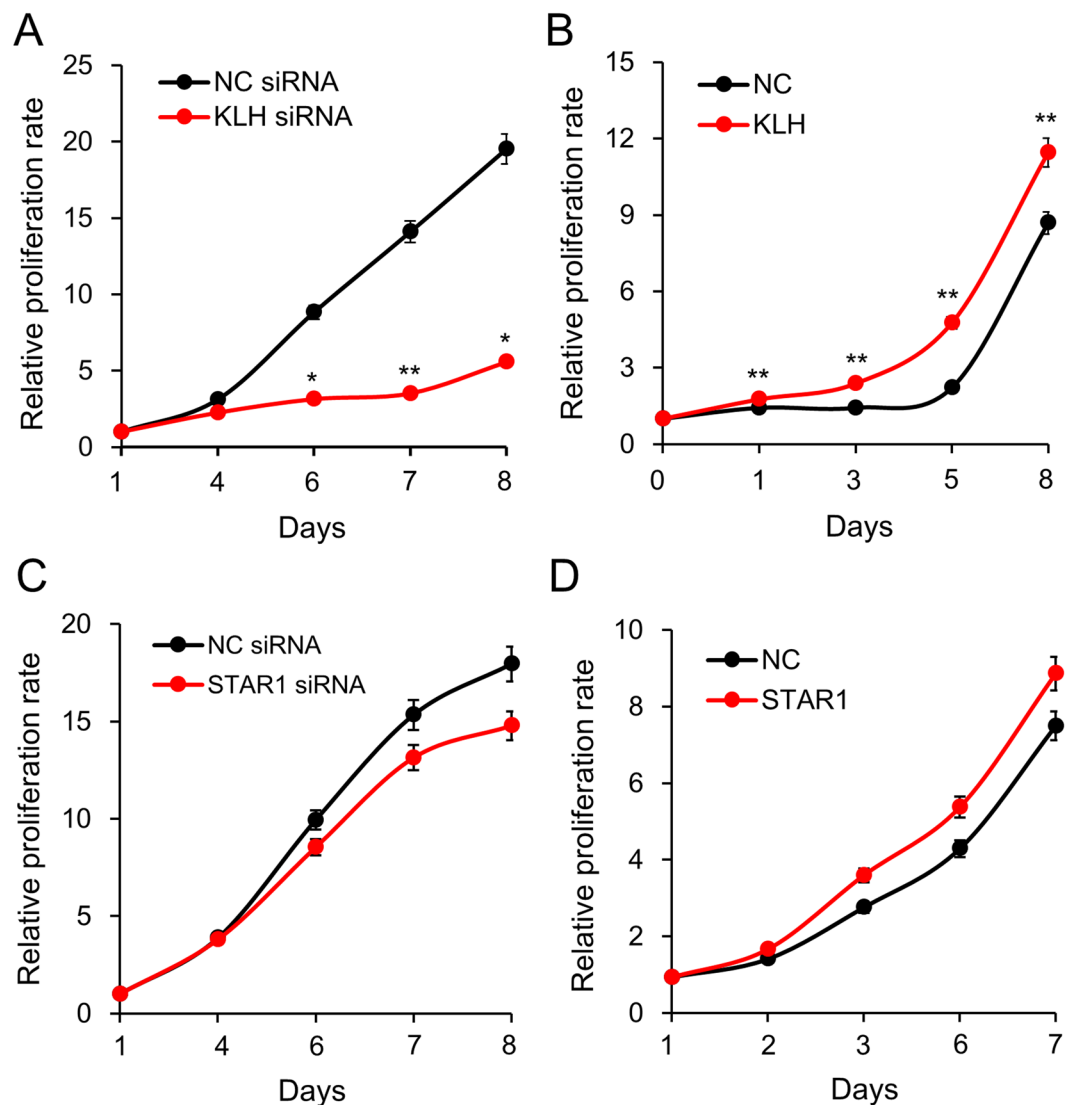 A
Relative proliferation rate
25
20
15
10
5
0
NC siRNA
KLH siRNA
*
**
*
1 4 6 7 8
Days
B
Relative proliferation rate
15
12
9
6
3
0
NC
KLH
**
**
**
**
0 1 3 5 8
Days
C
Relative proliferation rate
20
15
10
5
0
NC siRNA
STAR1 siRNA
1 4 6 7 8
Days
D
Relative proliferation rate
10
8
6
4
2
0
NC
STAR1
1 2 3 6 7
Days